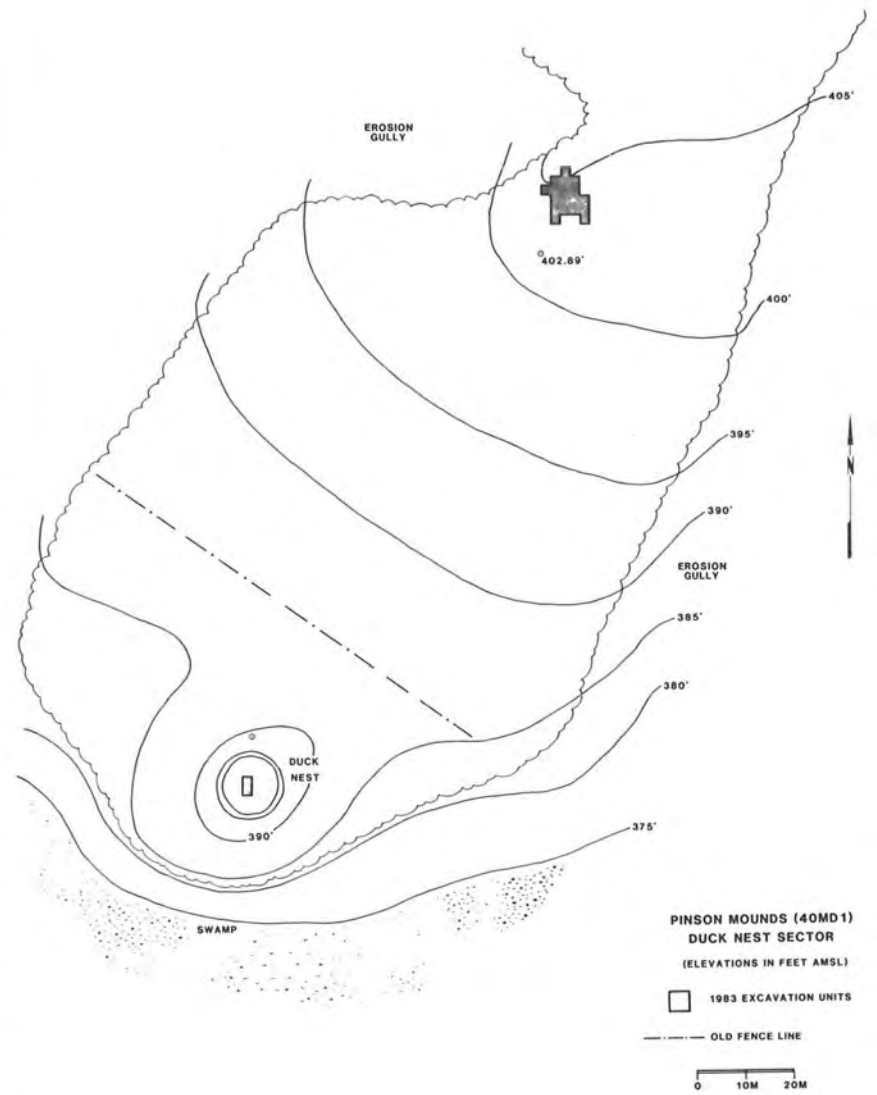 405'
EROSION
GULLY
402.89'
400'
395'
N
390'
EROSION
GULLY
385'
380'
DUCK
NEST
390'
375'
SWAMP
PINSON MOUNDS (40MD1)
DUCK NEST SECTOR
(ELEVATIONS IN FEET AMSL)
1983 EXCAVATION UNITS
OLD FENCE LINE
0 10M 20M